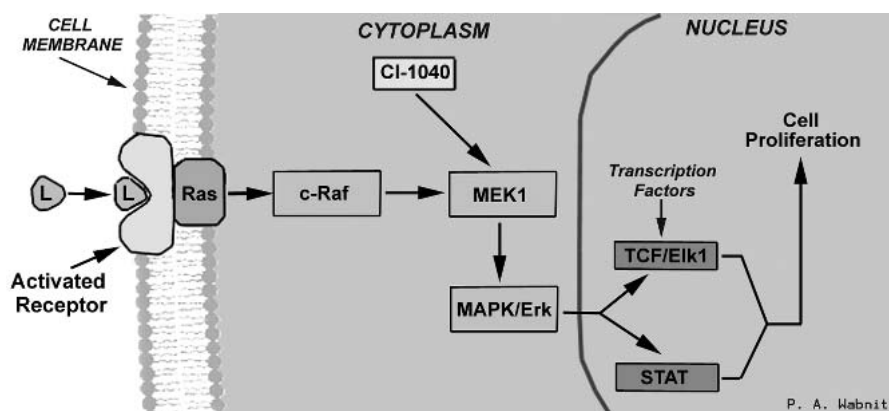 CELL
MEMBRANE
CYTOPLASM
NUCLEUS
CI-1040
Cell
Proliferation
Transcription
Factors
L
L
Ras
c-Raf
MEK1
TCF/Elk1
Activated
Receptor
MAPK/Erk
STAT
P. A. Wabnit